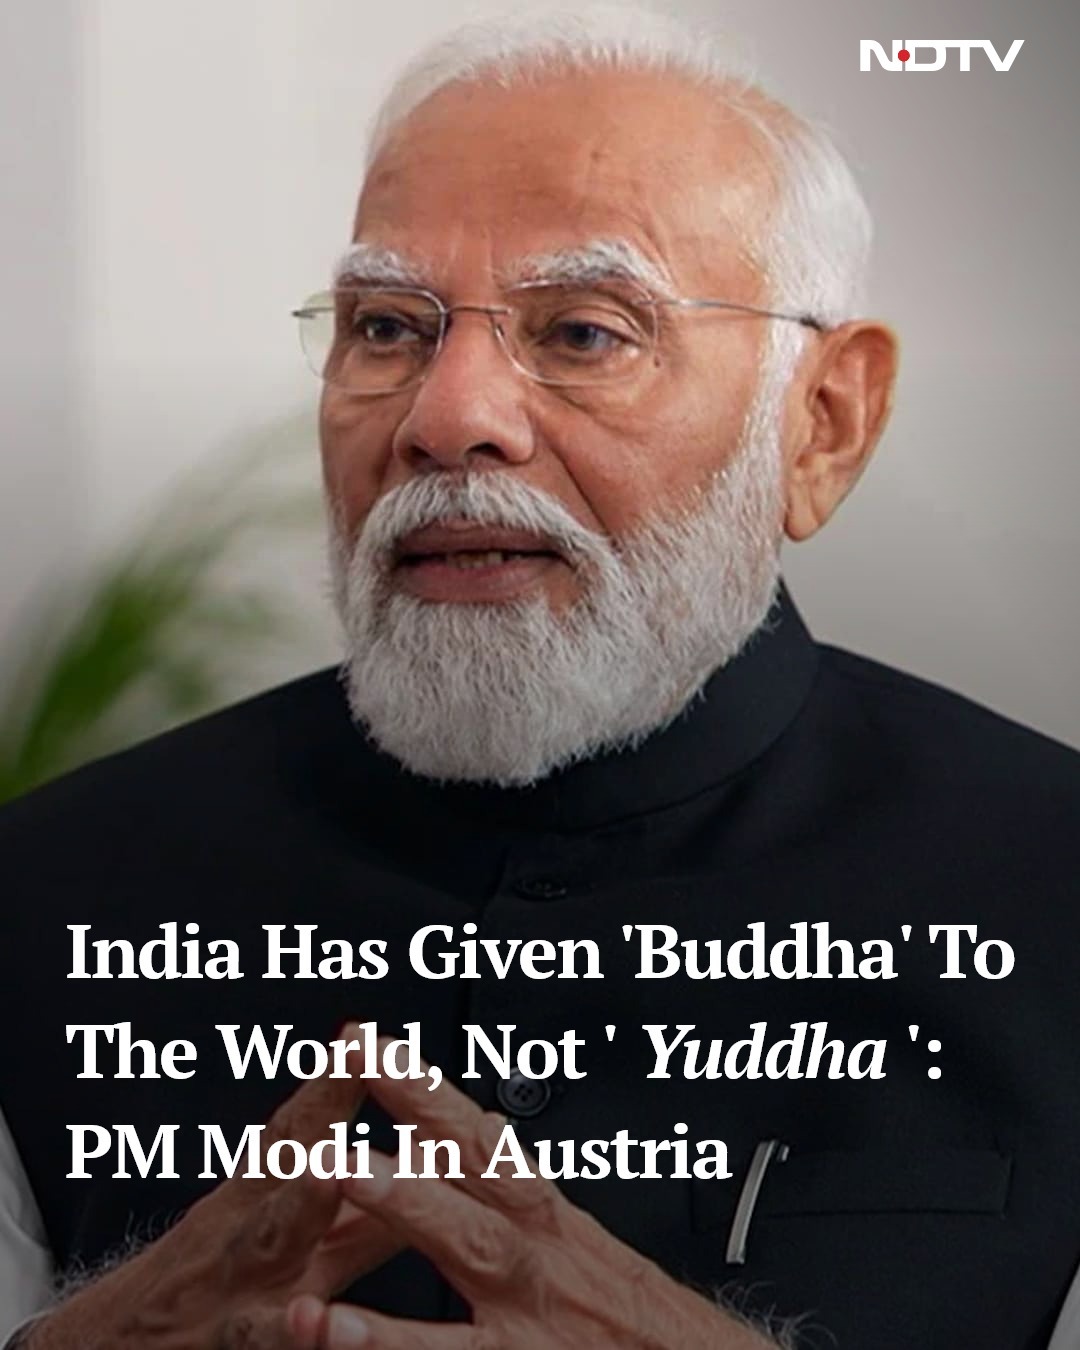 NDTV
India Has Given 'Buddha' To
The World, Not ' Yuddha ':
PM Modi In Austria